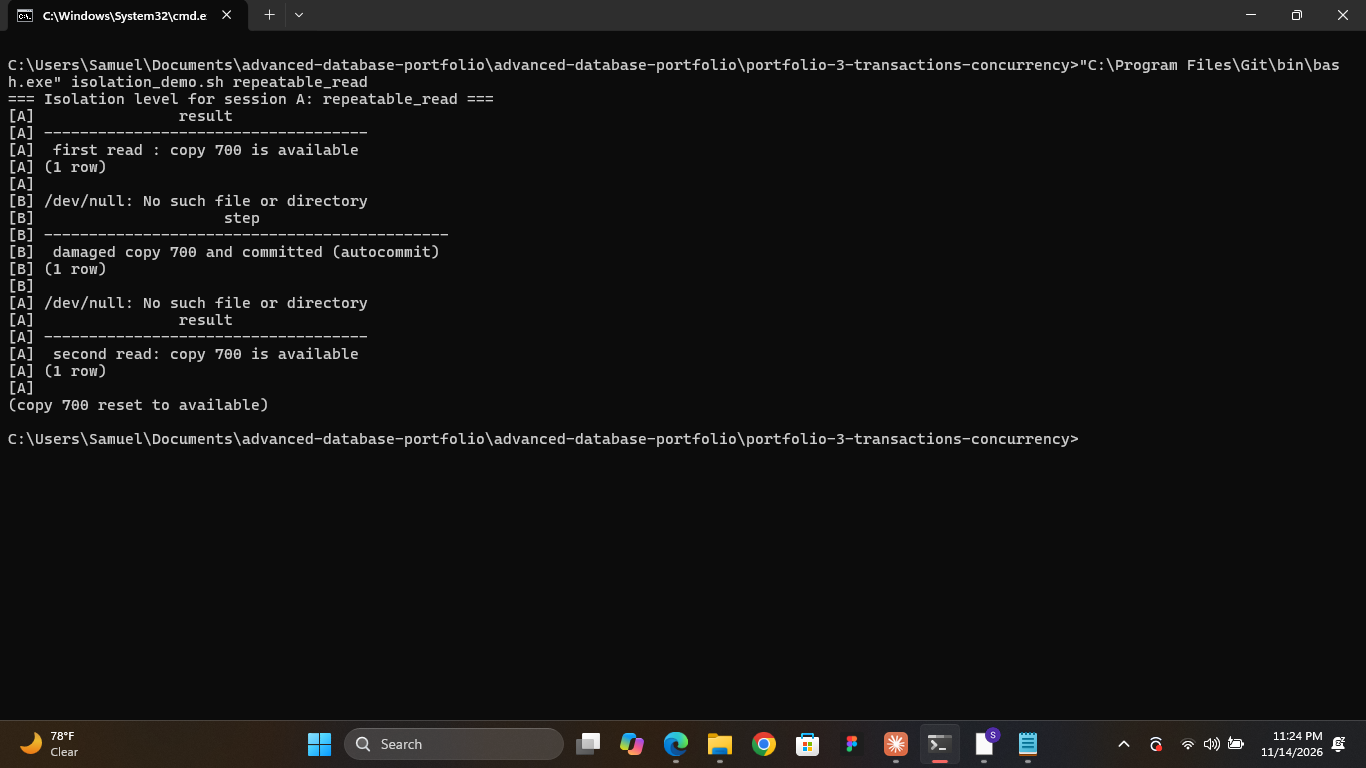 C:\Windows\System32\cmd.e
C:\Users\Samuel\Documents\advanced-database-portfolio\advanced-database-portfolio\portfolio-3-transactions-concurrency>"C:\Program Files\Git\bin\bas
h.exe" isolation_demo.sh repeatable_read
=== Isolation level for session A: repeatable_read ===
[A]                result
[A] ------------------------------------
[A]  first read : copy 700 is available
[A] (1 row)
[A]
[B] /dev/null: No such file or directory
[B]                     step
[B] ---------------------------------------------
[B]  damaged copy 700 and committed (autocommit)
[B] (1 row)
[B]
[A] /dev/null: No such file or directory
[A]                result
[A] ------------------------------------
[A]  second read: copy 700 is available
[A] (1 row)
[A]
(copy 700 reset to available)
C:\Users\Samuel\Documents\advanced-database-portfolio\advanced-database-portfolio\portfolio-3-transactions-concurrency>
78°F
Clear
Search
S
11:24 PM
11/14/2026